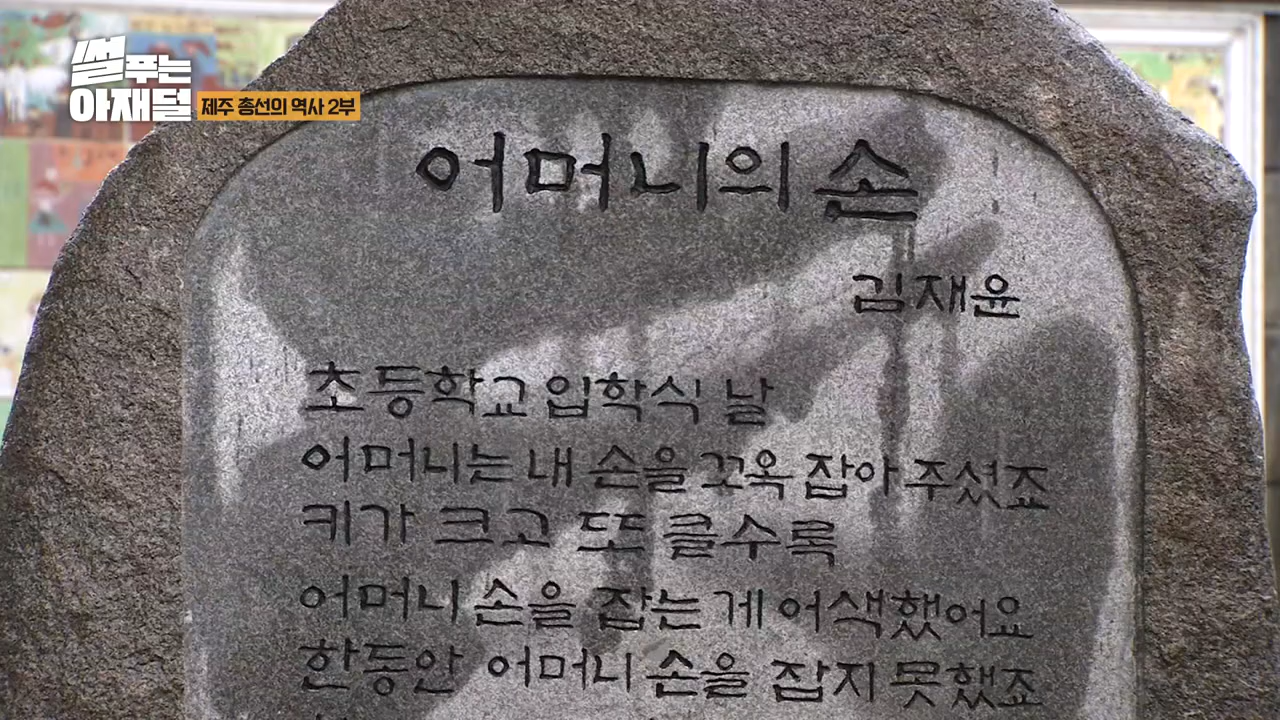 썰푸는
아재덜
제주 총선의 역사 2부
어머니의 손
김재윤
초등학교 입학식 날
어머니는 내 손을 꼬옥 잡아 주셨죠
키가 크고 또 클수록
어머니 손을 잡는 게 어색했어요
한동안 어머니 손을 잡지 못했죠